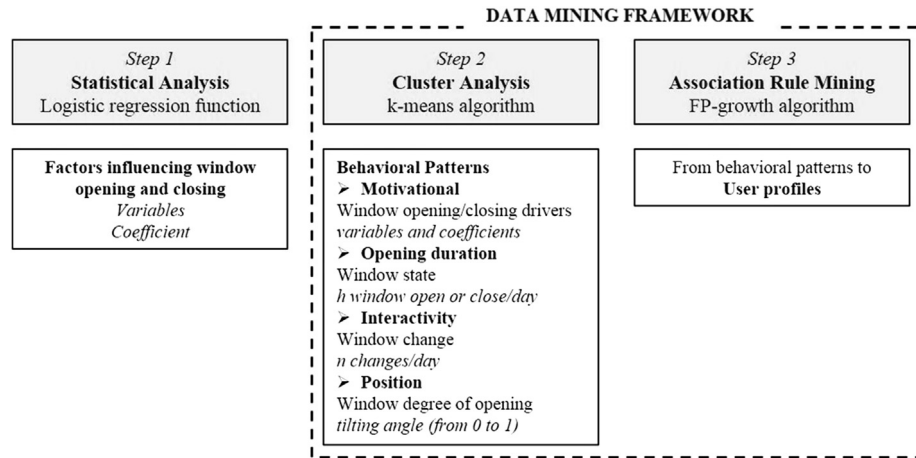 DATA MINING FRAMEWORK
Step 1
Statistical Analysis
Logistic regression function
Factors influencing window
opening and closing
Variables
Coefficient
Step 2
Cluster Analysis
k-means algorithm
Behavioral Patterns
➢ Motivational
Window opening/closing drivers
variables and coefficients
➢ Opening duration
Window state
h window open or close/day
➢ Interactivity
Window change
n changes/day
➢ Position
Window degree of opening
tilting angle (from 0 to 1)
Step 3
Association Rule Mining
FP-growth algorithm
From behavioral patterns to
User profiles